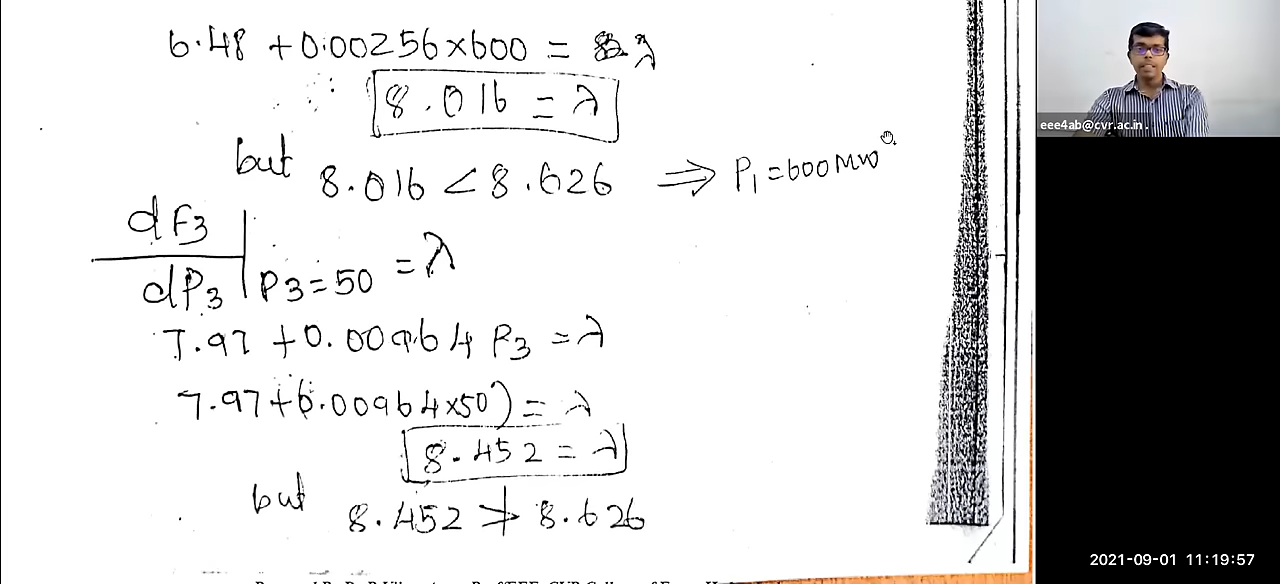 6.48 + 0.00256×600 = λ
8.016 = λ
but 8.016 < 8.626 ⇒ P1 = 600 MW
dF3
dP3 | P3=50 = λ
7.97 + 0.00964 P3 = λ
7.97+(0.00964×50) = λ
8.452 = λ
but 8.452 ≯ 8.626
eee4ab@cvr.ac.in
2021-09-01 11:19:57